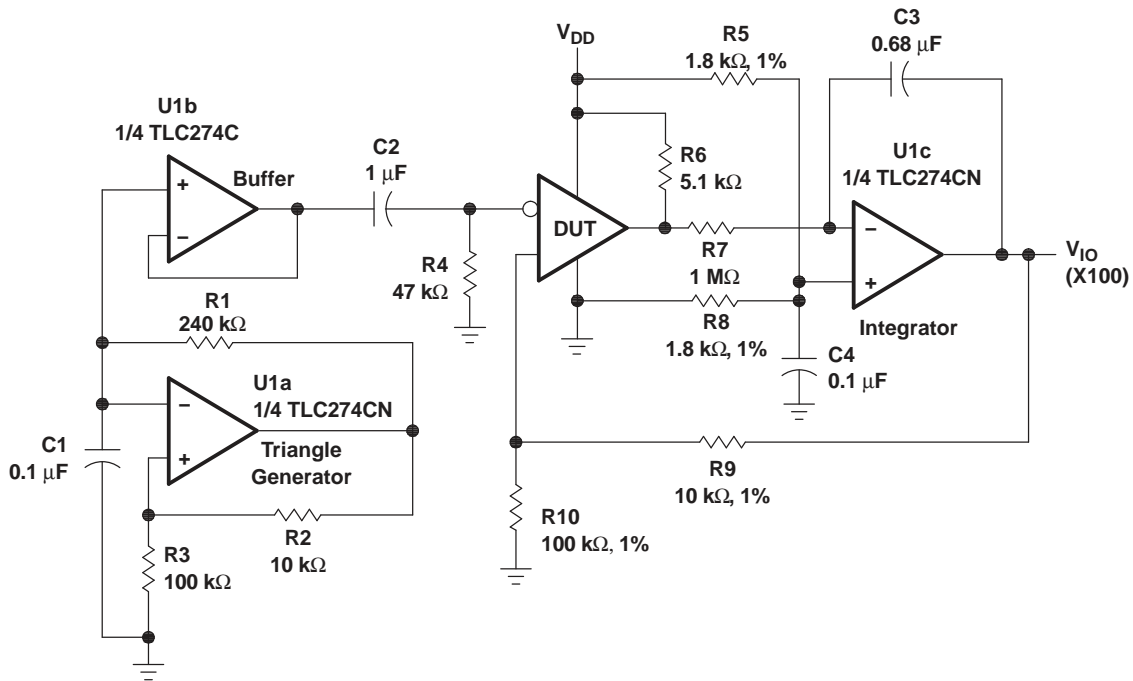 V_DD
R5
1.8 kΩ, 1%
C3
0.68 µF
U1b
1/4 TLC274C
Buffer
+
−
C2
1 µF
R4
47 kΩ
DUT
R6
5.1 kΩ
R7
1 MΩ
R8
1.8 kΩ, 1%
U1c
1/4 TLC274CN
−
+
Integrator
V_IO
(X100)
C4
0.1 µF
R1
240 kΩ
U1a
1/4 TLC274CN
−
+
Triangle
Generator
C1
0.1 µF
R2
10 kΩ
R3
100 kΩ
R9
10 kΩ, 1%
R10
100 kΩ, 1%